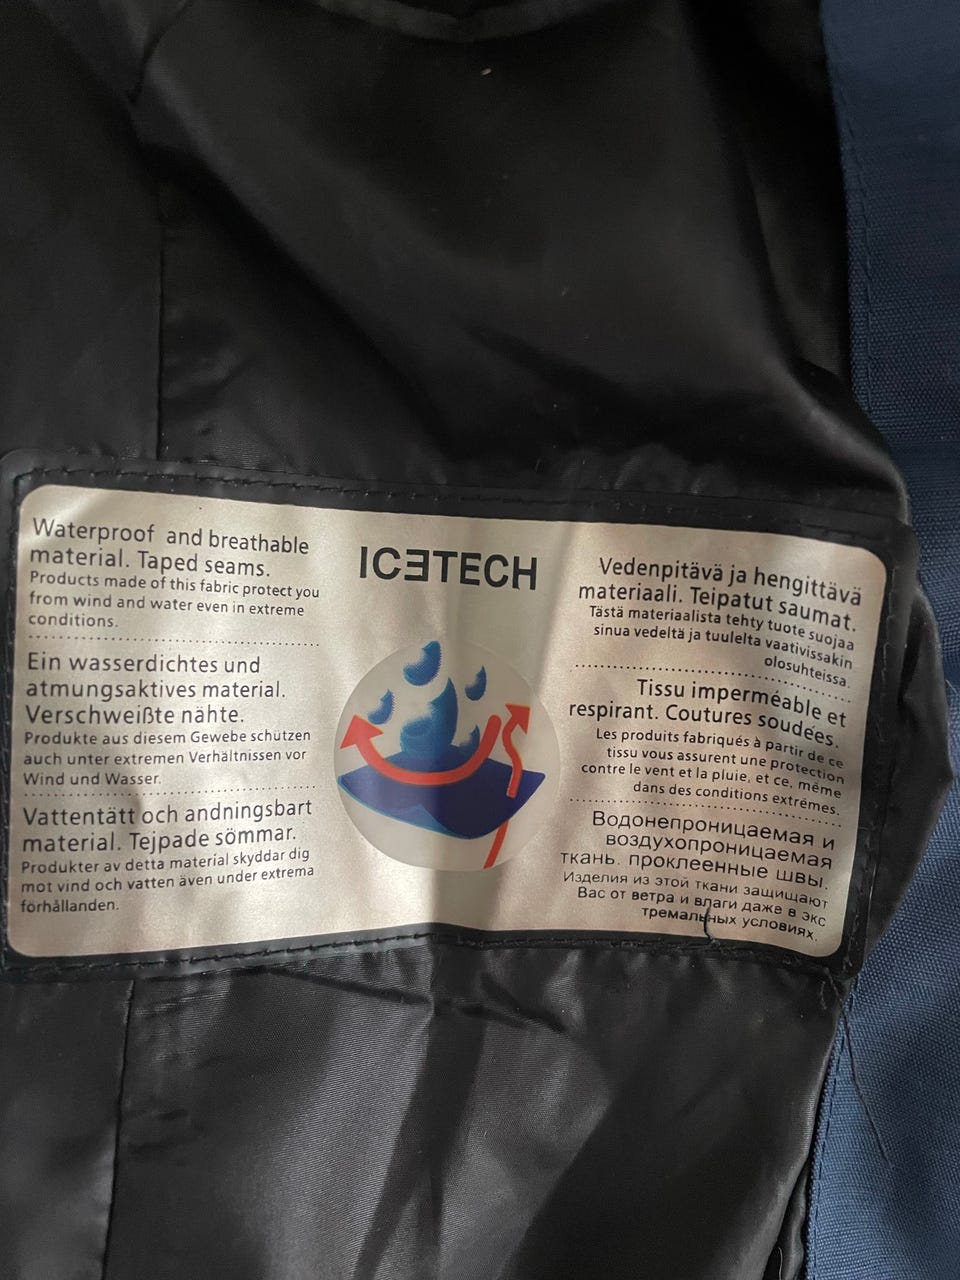 Waterproof and breathable
material. Taped seams.
Products made of this fabric protect you
from wind and water even in extreme
conditions.
Ein wasserdichtes und
atmungsaktives material.
Verschweißte nähte.
Produkte aus diesem Gewebe schützen
auch unter extremen Verhältnissen vor
Wind und Wasser.
Vattentätt och andningsbart
material. Tejpade sömmar.
Produkter av detta material skyddar dig
mot vind och vatten även under extrema
förhållanden.
ICƎTECH
Vedenpitävä ja hengittävä
materiaali. Teipatut saumat.
Tästä materiaalista tehty tuote suojaa
sinua vedeltä ja tuulelta vaativissakin
olosuhteissa.
Tissu imperméable et
respirant. Coutures soudées.
Les produits fabriqués à partir de ce
tissu vous assurent une protection
contre le vent et la pluie, et ce, même
dans des conditions extrêmes.
Водонепроницаемая и
воздухопроницаемая
ткань. проклеенные швы.
Изделия из этой ткани защищают
Вас от ветра и влаги даже в экс
тремальных условиях.